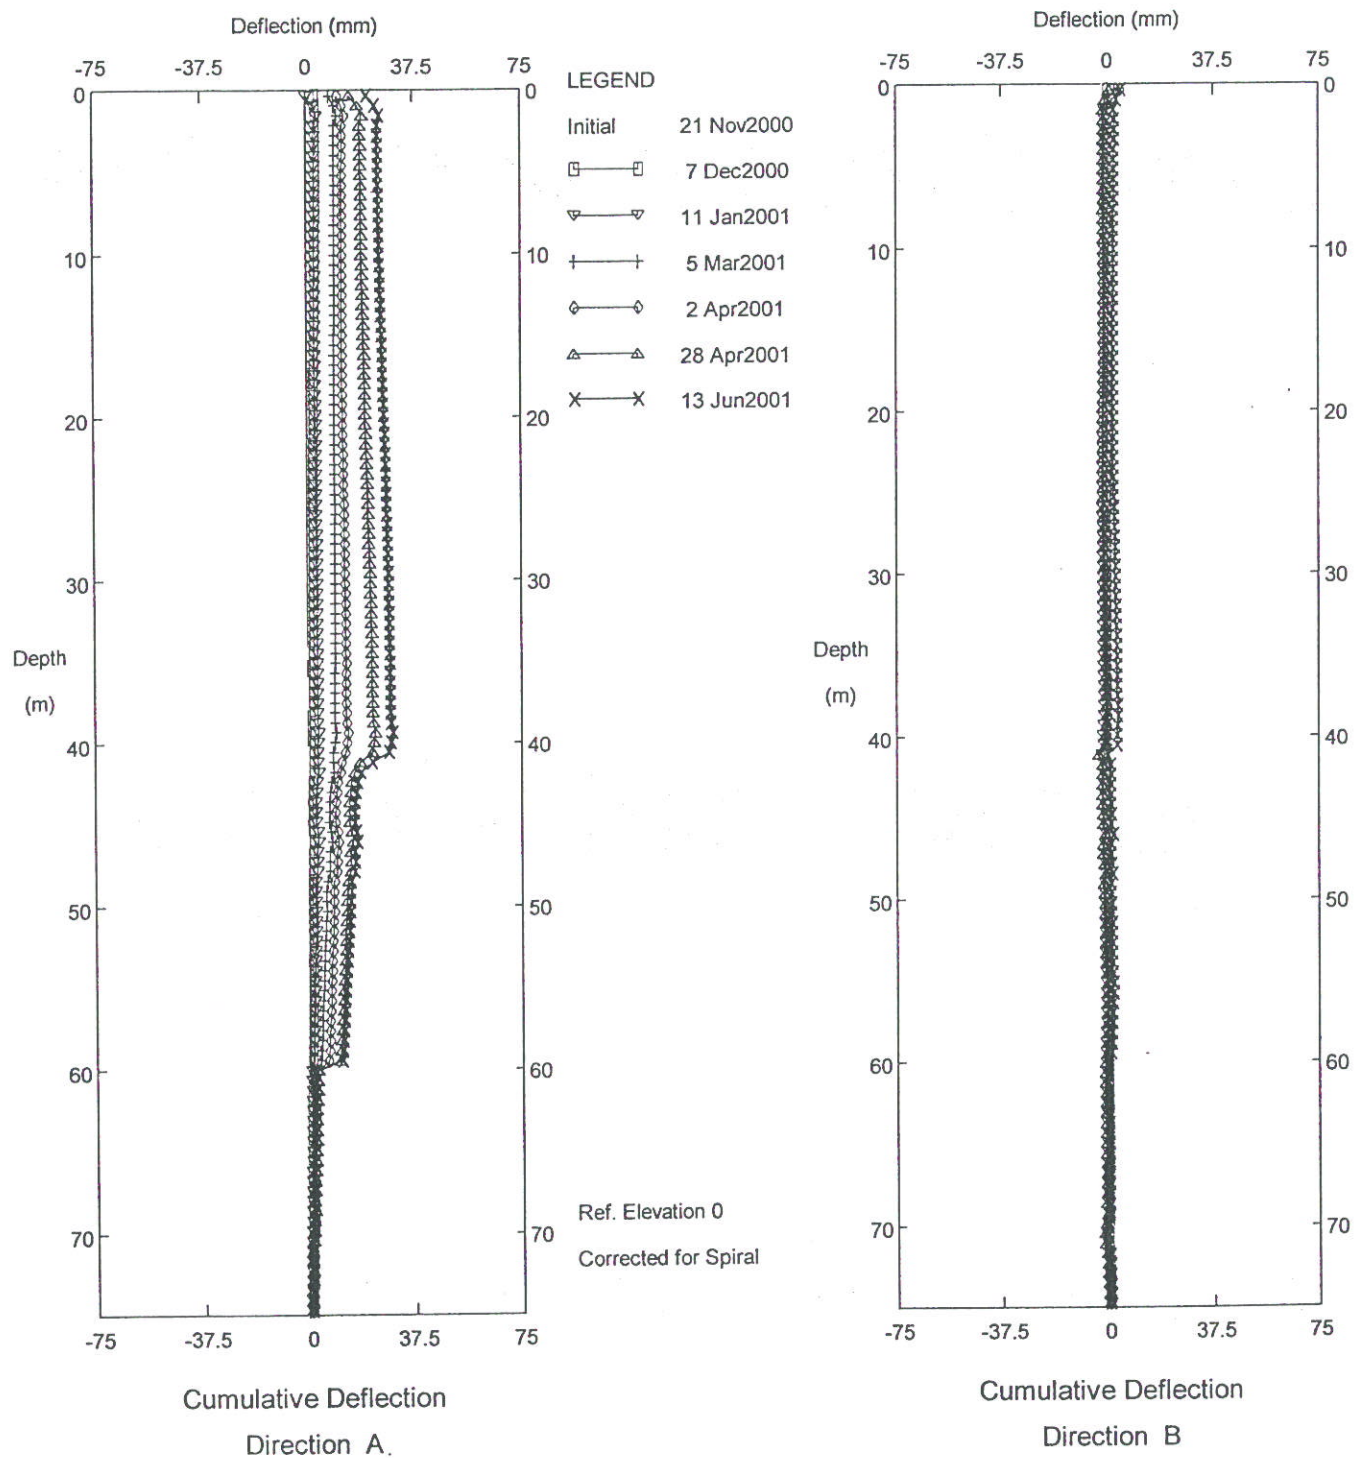 Deflection (mm)
-75 -37.5 0 37.5 75
0 0
10 10
20 20
30 30
Depth
(m)
40 40
50 50
60 60
70 70
-75 -37.5 0 37.5 75
Cumulative Deflection
Direction A.
LEGEND
Initial 21 Nov2000
7 Dec2000
11 Jan2001
5 Mar2001
2 Apr2001
28 Apr2001
13 Jun2001
Ref. Elevation 0
Corrected for Spiral
Deflection (mm)
-75 -37.5 0 37.5 75
0 0
10 10
20 20
30 30
Depth
(m)
40 40
50 50
60 60
70 70
-75 -37.5 0 37.5 75
Cumulative Deflection
Direction B